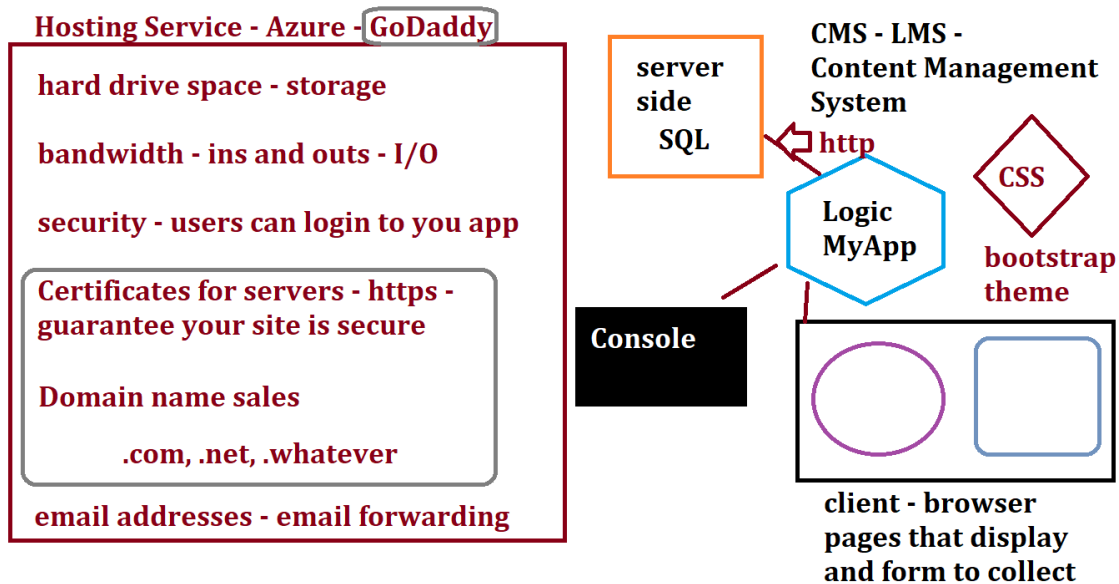 Hosting Service - Azure - GoDaddy
hard drive space - storage
bandwidth - ins and outs - I/O
security - users can login to you app
Certificates for servers - https -
guarantee your site is secure
Domain name sales
.com, .net, .whatever
email addresses - email forwarding
server
side
SQL
CMS - LMS -
Content Management
System
http
CSS
Logic
MyApp
bootstrap
theme
Console
client - browser
pages that display
and form to collect